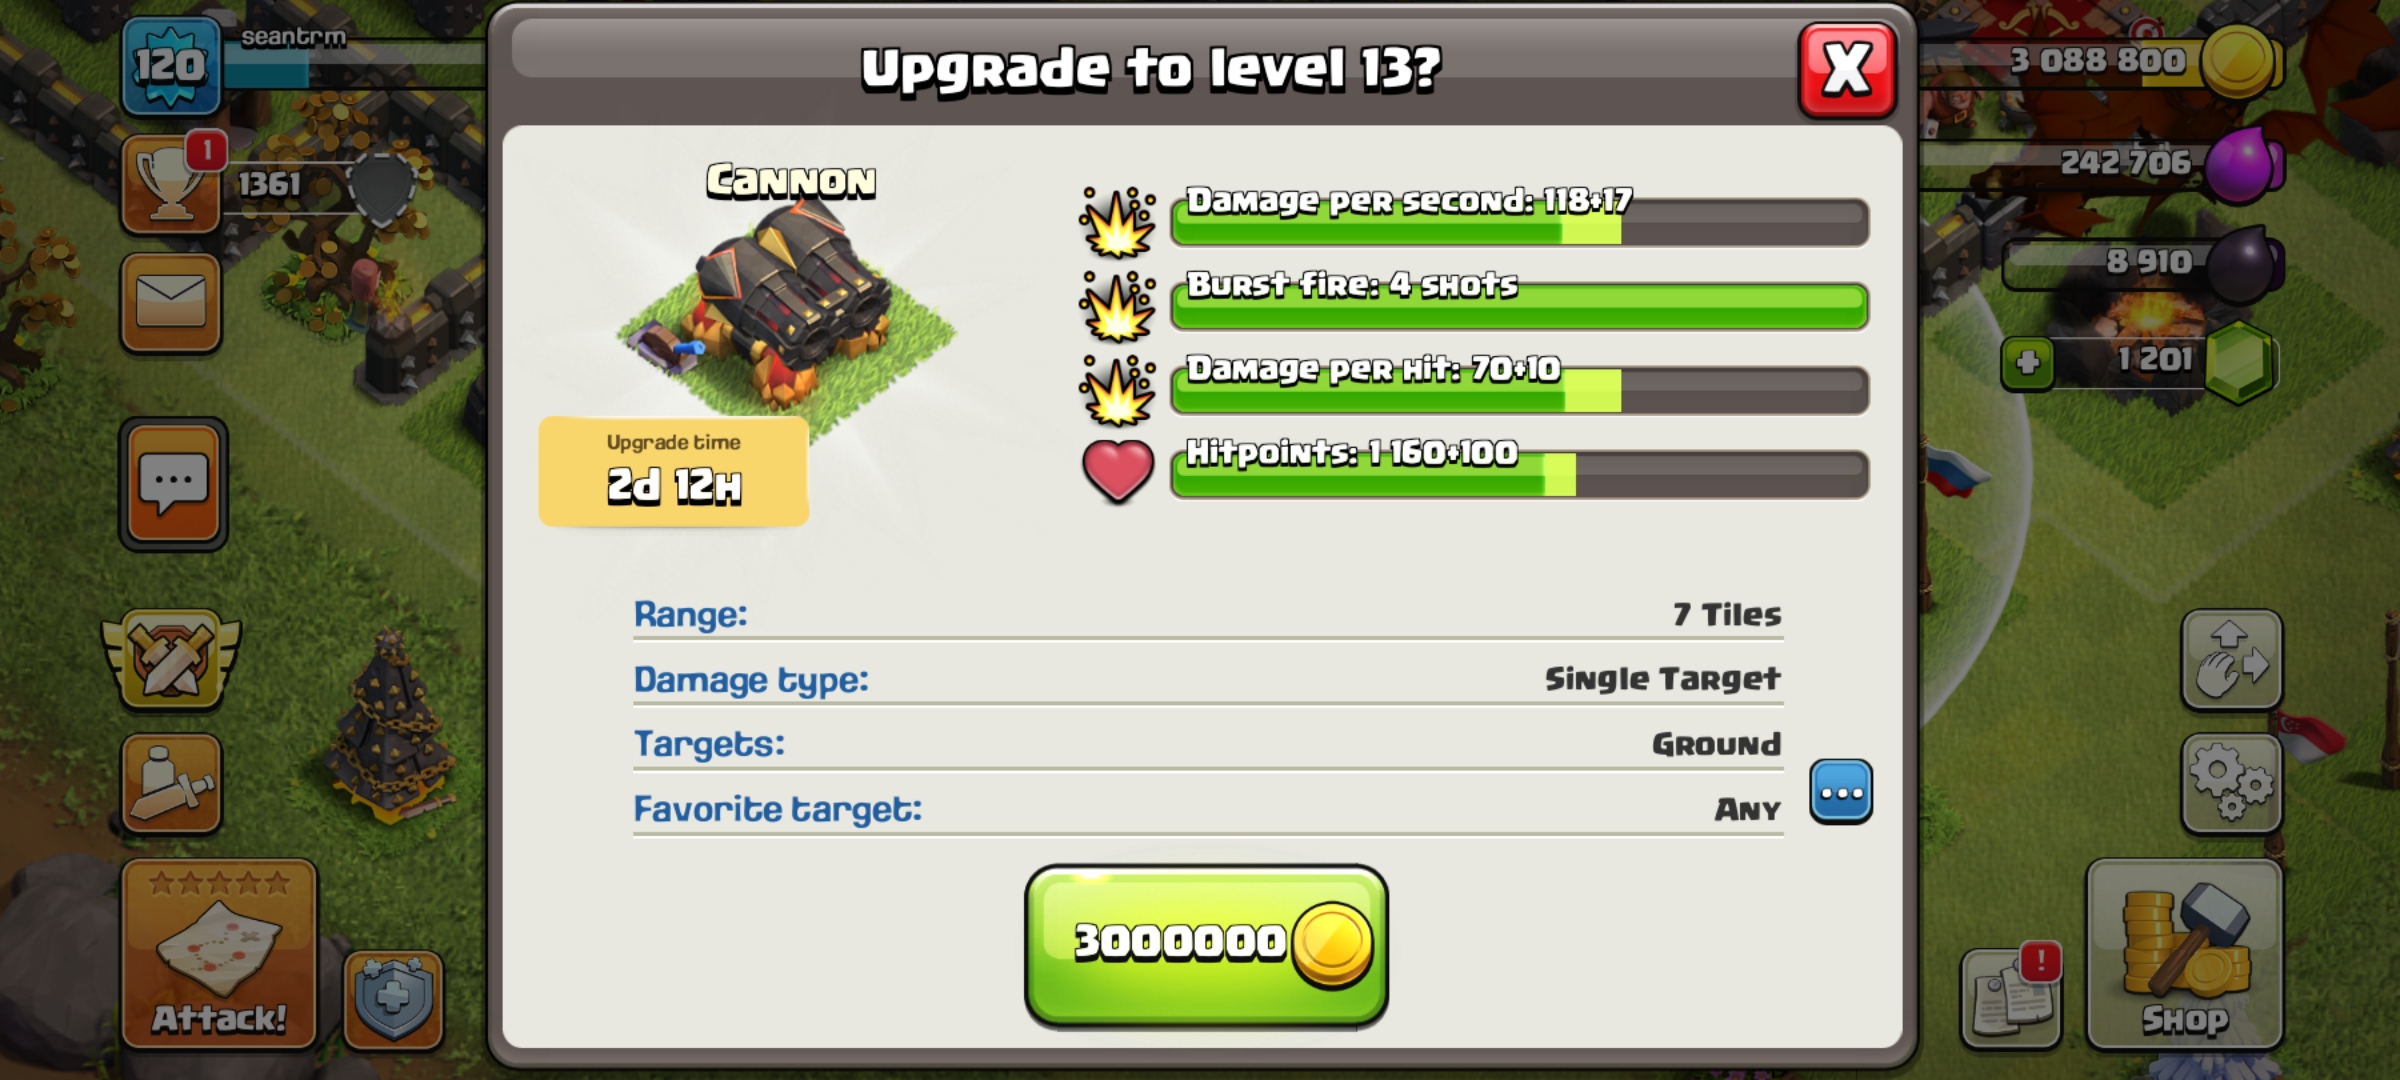 120
seantrm
1
1361
Attack!
Upgrade to level 13?
X
Cannon
Upgrade time
2d 12H
Damage per second: 118+17
Burst fire: 4 shots
Damage per hit: 70+10
Hitpoints: 1 160+100
Range: 7 Tiles
Damage type: Single Target
Targets: Ground
Favorite target: Any
3000000
3 088 800
242 706
8 910
1 201
!
Shop